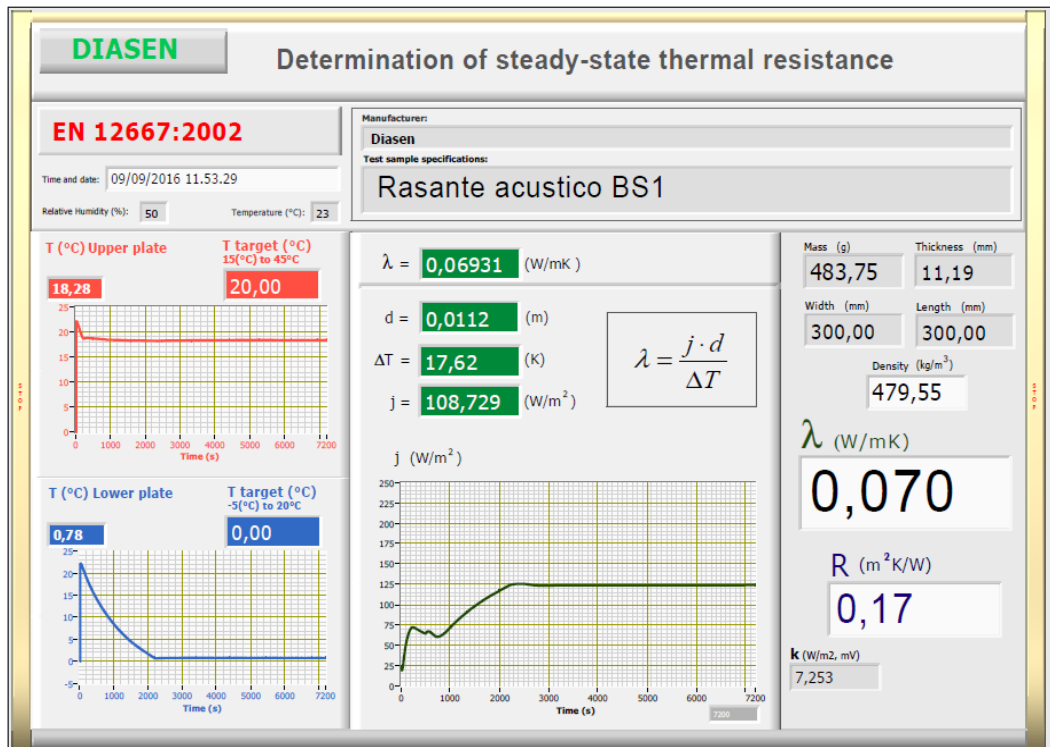 DIASEN
Determination of steady-state thermal resistance
EN 12667:2002
Time and date: 09/09/2016 11.53.29
Relative Humidity (%): 50 Temperature (°C): 23
Manufacturer:
Diasen
Test sample specifications:
Rasante acustico BS1
STOP
T (°C) Upper plate
T target (°C)
15(°C) to 45°C
18,28
20,00
25
20
15
10
5
0
0 1000 2000 3000 4000 5000 6000 7200
Time (s)
T (°C) Lower plate
T target (°C)
-5(°C) to 20°C
0,78
0,00
25
20
15
10
5
0
-5
0 1000 2000 3000 4000 5000 6000 7200
Time (s)
λ = 0,06931 (W/mK)
d = 0,0112 (m)
ΔT = 17,62 (K)
j = 108,729 (W/m²)
λ = j · d / ΔT
j (W/m²)
250
225
200
175
150
125
100
75
50
25
0
0 1000 2000 3000 4000 5000 6000 7200
Time (s)
7200
Mass (g) Thickness (mm)
483,75 11,19
Width (mm) Length (mm)
300,00 300,00
Density (kg/m³)
479,55
λ (W/mK)
0,070
R (m²K/W)
0,17
k (W/m2, mV)
7,253
STOP